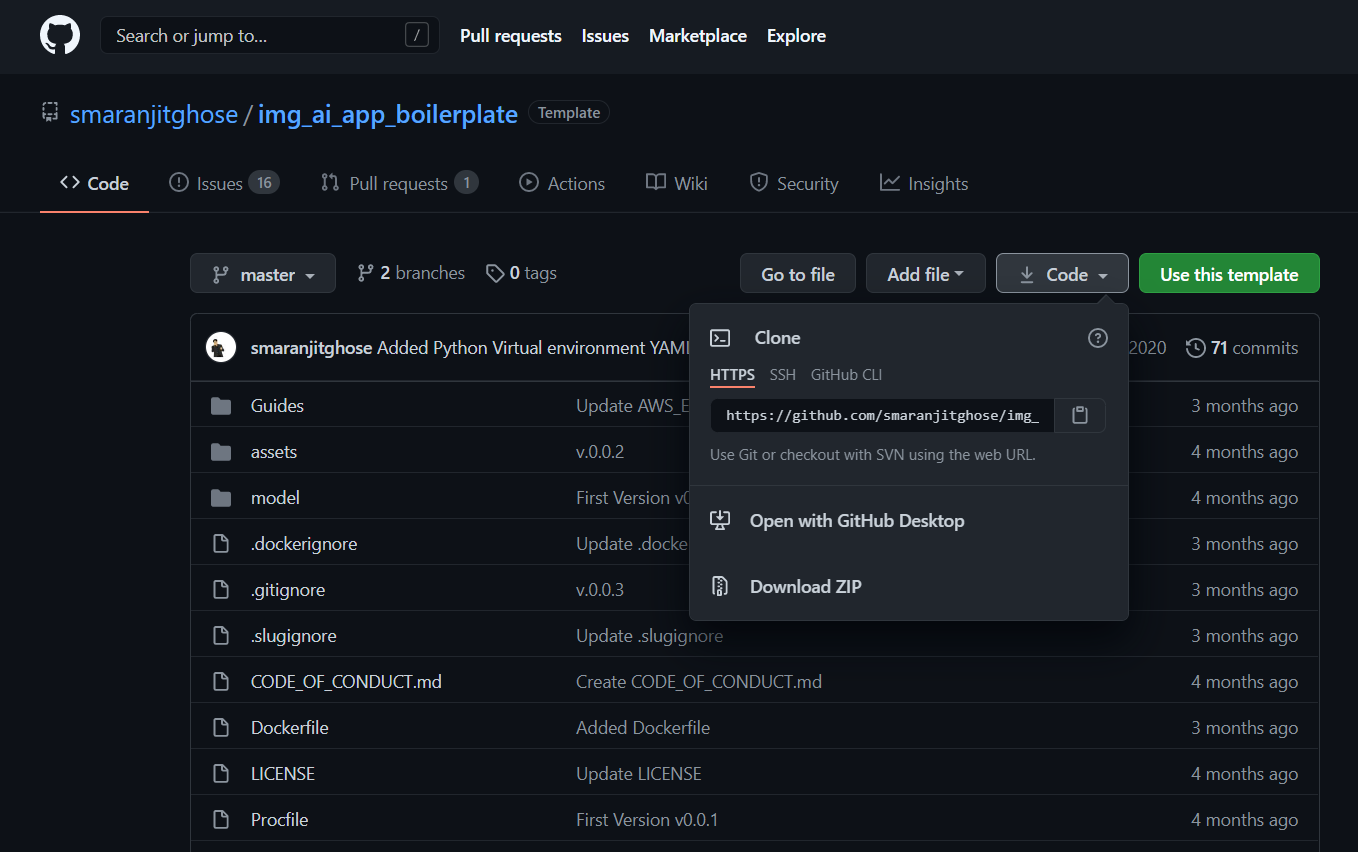 Search or jump to... / Pull requests Issues Marketplace Explore
smaranjitghose / img_ai_app_boilerplate Template
Code Issues 16 Pull requests 1 Actions Wiki Security Insights
master 2 branches 0 tags Go to file Add file Code Use this template
smaranjitghose Added Python Virtual environment YAML 2020 71 commits
Clone
HTTPS SSH GitHub CLI
https://github.com/smaranjitghose/img_
Use Git or checkout with SVN using the web URL.
Open with GitHub Desktop
Download ZIP
Guides Update AWS_E 3 months ago
assets v.0.0.2 4 months ago
model First Version v0 4 months ago
.dockerignore Update .docke 3 months ago
.gitignore v.0.0.3 3 months ago
.slugignore Update .slugignore 3 months ago
CODE_OF_CONDUCT.md Create CODE_OF_CONDUCT.md 4 months ago
Dockerfile Added Dockerfile 3 months ago
LICENSE Update LICENSE 4 months ago
Procfile First Version v0.0.1 4 months ago